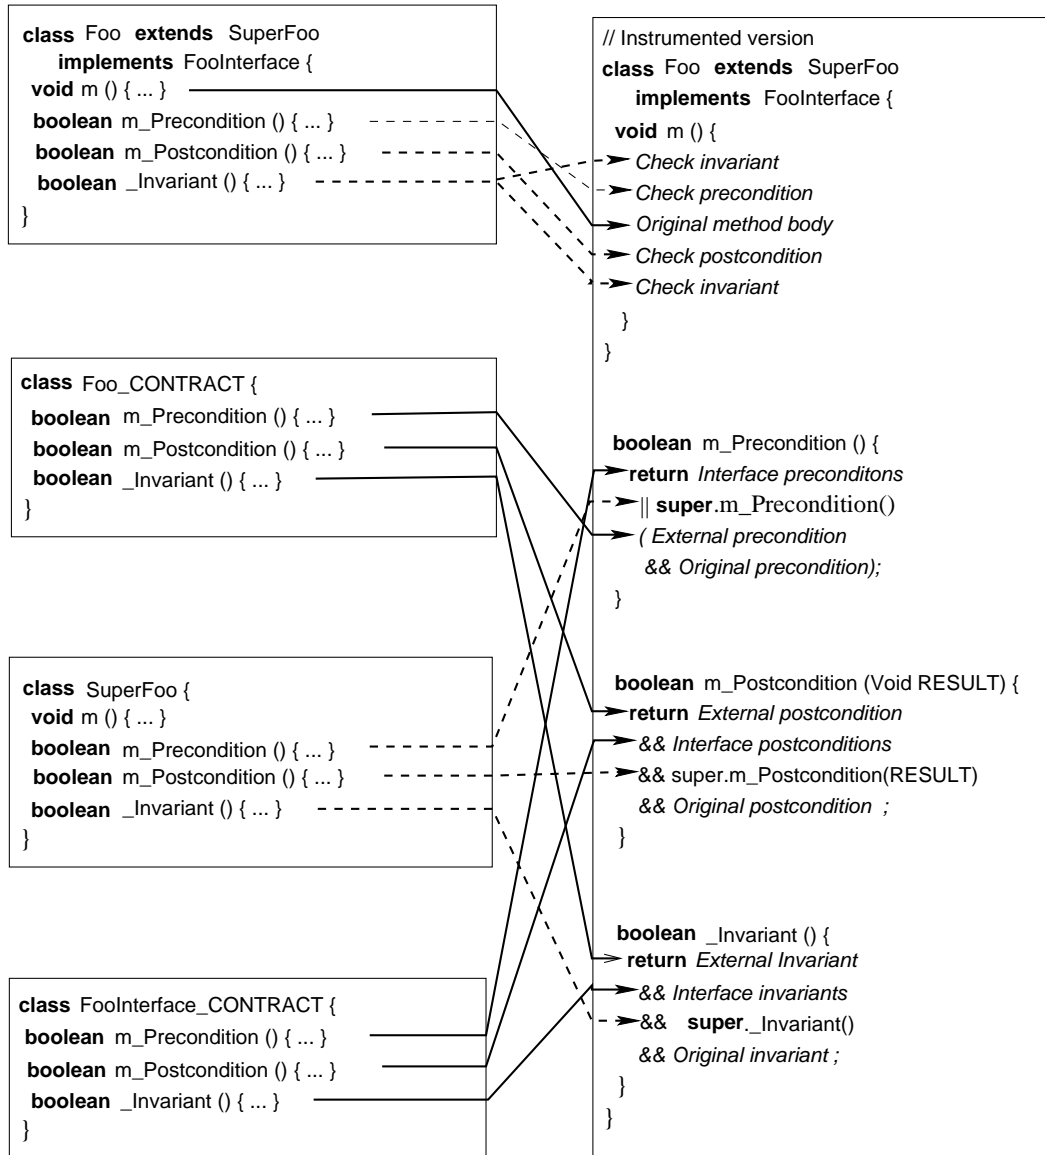 class Foo extends SuperFoo
implements FooInterface {
void m () { ... }
boolean m_Precondition () { ... }
boolean m_Postcondition () { ... }
boolean _Invariant () { ... }
}
class Foo_CONTRACT {
boolean m_Precondition () { ... }
boolean m_Postcondition () { ... }
boolean _Invariant () { ... }
}
class SuperFoo {
void m () { ... }
boolean m_Precondition () { ... }
boolean m_Postcondition () { ... }
boolean _Invariant () { ... }
}
class FooInterface_CONTRACT {
boolean m_Precondition () { ... }
boolean m_Postcondition () { ... }
boolean _Invariant () { ... }
}
// Instrumented version
class Foo extends SuperFoo
implements FooInterface {
void m () {
Check invariant
Check precondition
Original method body
Check postcondition
Check invariant
}
}
boolean m_Precondition () {
return Interface preconditons
|| super.m_Precondition()
( External precondition
&& Original precondition);
}
boolean m_Postcondition (Void RESULT) {
return External postcondition
&& Interface postconditions
&& super.m_Postcondition(RESULT)
&& Original postcondition ;
}
boolean _Invariant () {
return External Invariant
&& Interface invariants
&& super._Invariant()
&& Original invariant ;
}
}